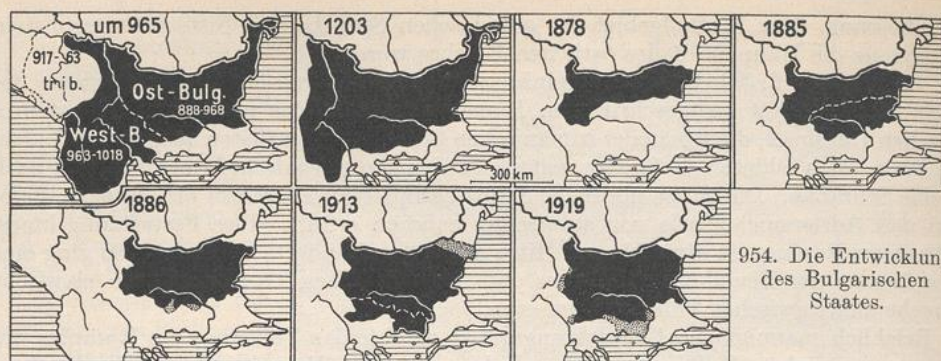 um 965
917-63
trib.
Ost-Bulg.
888-968
West-B.
963-1018
1203
1878
1885
300 km
1886
1913
1919
954. Die Entwicklun
des Bulgarischen
Staates.